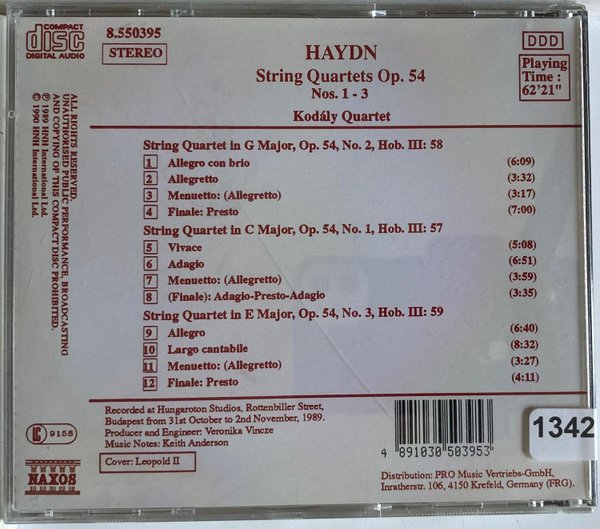 COMPACT
disc
DIGITAL AUDIO
8.550395
STEREO
HAYDN
String Quartets Op. 54
Nos. 1 - 3
Kodály Quartet
DDD
Playing
Time :
62'21"
ALL RIGHTS RESERVED.
UNAUTHORISED PUBLIC PERFORMANCE, BROADCASTING
AND COPYING OF THIS COMPACT DISC PROHIBITED.
℗ 1989 HNH International Ltd.
© 1990 HNH International Ltd.
String Quartet in G Major, Op. 54, No. 2, Hob. III: 58
1 Allegro con brio (6:09)
2 Allegretto (3:32)
3 Menuetto: (Allegretto) (3:17)
4 Finale: Presto (7:00)
String Quartet in C Major, Op. 54, No. 1, Hob. III: 57
5 Vivace (5:08)
6 Adagio (6:51)
7 Menuetto: (Allegretto) (3:59)
8 (Finale): Adagio-Presto-Adagio (3:35)
String Quartet in E Major, Op. 54, No. 3, Hob. III: 59
9 Allegro (6:40)
10 Largo cantabile (8:32)
11 Menuetto: (Allegretto) (3:27)
12 Finale: Presto (4:11)
Recorded at Hungaroton Studios, Rottenbiller Street,
Budapest from 31st October to 2nd November, 1989.
Producer and Engineer: Veronika Vincze
Music Notes: Keith Anderson
Cover: Leopold II
LC 9158
NAXOS
4 891030 503953
1342
Distribution: PRO Music Vertriebs-GmbH,
Inratherstr. 106, 4150 Krefeld, Germany (FRG).